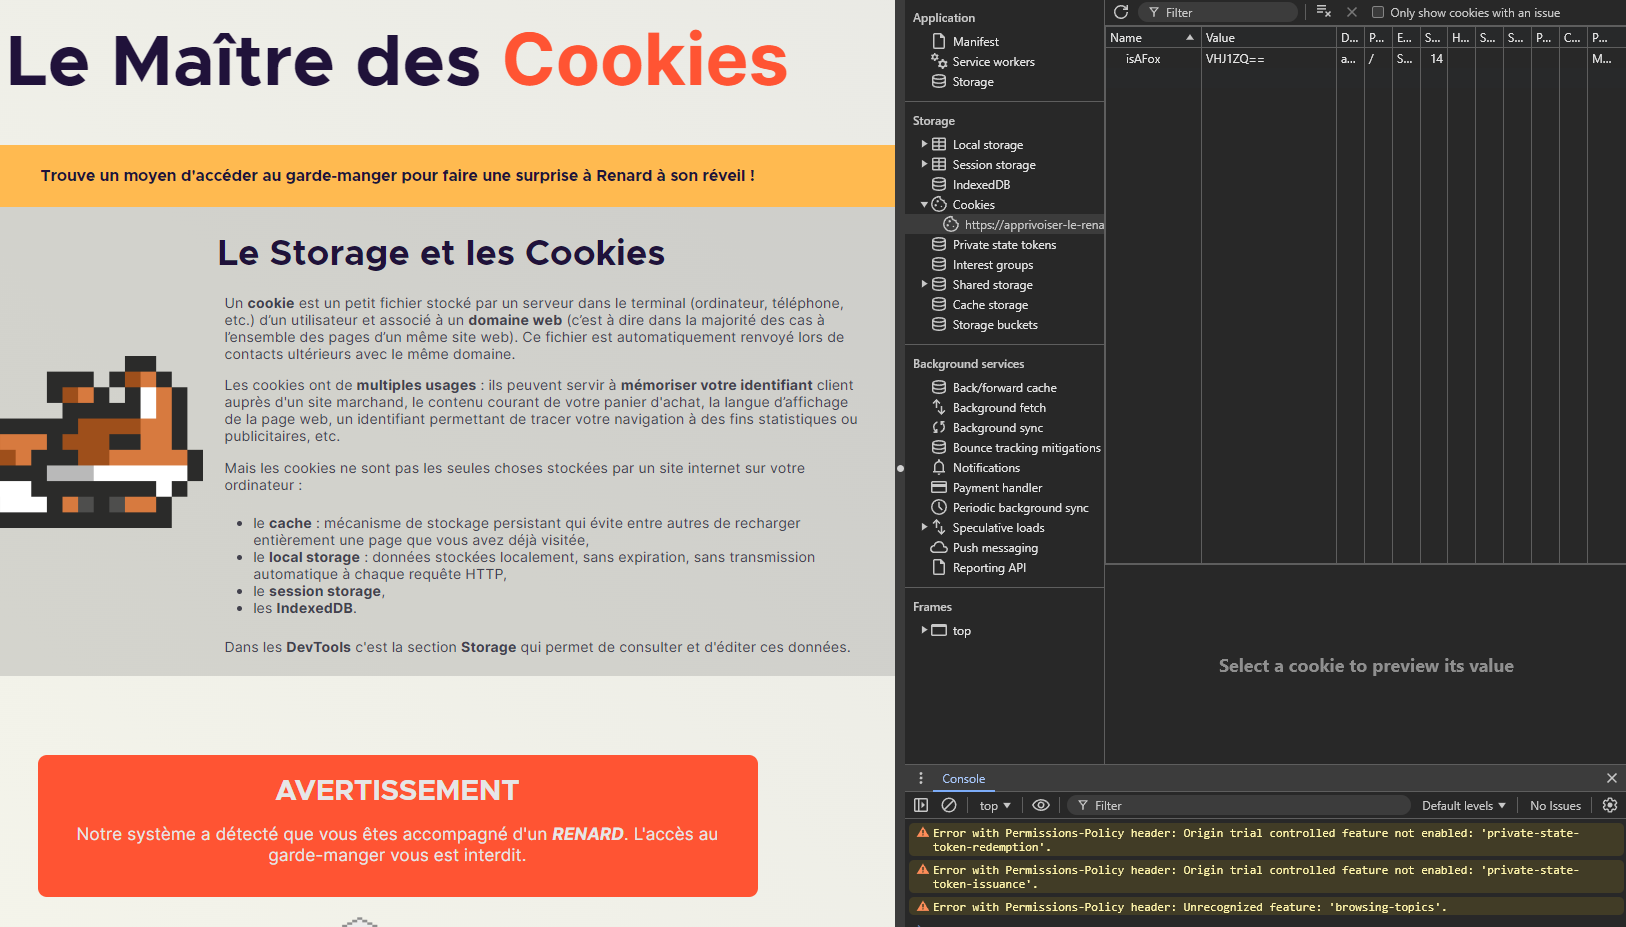 Le Maître des Cookies
Trouve un moyen d'accéder au garde-manger pour faire une surprise à Renard à son réveil !
Le Storage et les Cookies
Un cookie est un petit fichier stocké par un serveur dans le terminal (ordinateur, téléphone,
etc.) d’un utilisateur et associé à un domaine web (c’est à dire dans la majorité des cas à
l’ensemble des pages d’un même site web). Ce fichier est automatiquement renvoyé lors de
contacts ultérieurs avec le même domaine.
Les cookies ont de multiples usages : ils peuvent servir à mémoriser votre identifiant client
auprès d'un site marchand, le contenu courant de votre panier d'achat, la langue d’affichage
de la page web, un identifiant permettant de tracer votre navigation à des fins statistiques ou
publicitaires, etc.
Mais les cookies ne sont pas les seules choses stockées par un site internet sur votre
ordinateur :
• le cache : mécanisme de stockage persistant qui évite entre autres de recharger
entièrement une page que vous avez déjà visitée,
• le local storage : données stockées localement, sans expiration, sans transmission
automatique à chaque requête HTTP,
• le session storage,
• les IndexedDB.
Dans les DevTools c'est la section Storage qui permet de consulter et d'éditer ces données.
AVERTISSEMENT
Notre système a détecté que vous êtes accompagné d'un RENARD. L'accès au
garde-manger vous est interdit.
Application
Manifest
Service workers
Storage
Storage
Local storage
Session storage
IndexedDB
Cookies
https://apprivoiser-le-rena
Private state tokens
Interest groups
Shared storage
Cache storage
Storage buckets
Background services
Back/forward cache
Background fetch
Background sync
Bounce tracking mitigations
Notifications
Payment handler
Periodic background sync
Speculative loads
Push messaging
Reporting API
Frames
top
Filter
Only show cookies with an issue
Name Value D... P... E... S... H... S... S... P... C... P...
isAFox VHJ1ZQ== a... / S... 14 M...
Select a cookie to preview its value
Console
top Filter Default levels No Issues
Error with Permissions-Policy header: Origin trial controlled feature not enabled: 'private-state-
token-redemption'.
Error with Permissions-Policy header: Origin trial controlled feature not enabled: 'private-state-
token-issuance'.
Error with Permissions-Policy header: Unrecognized feature: 'browsing-topics'.